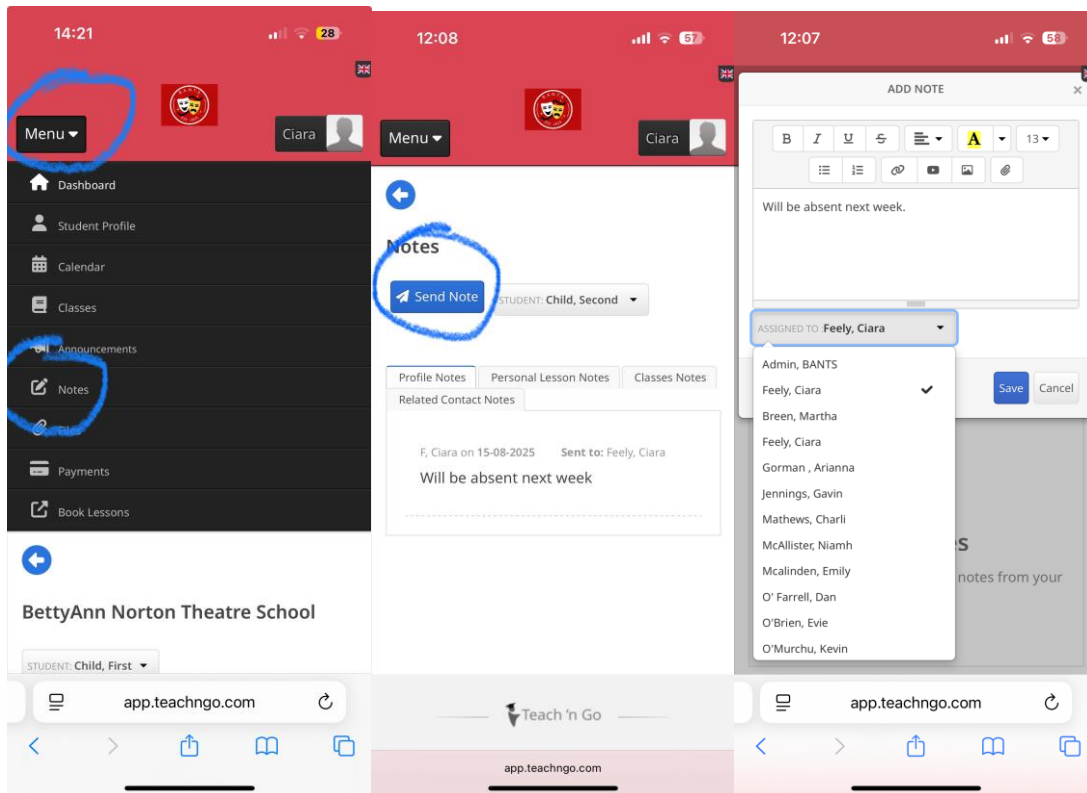 14:21
28
Menu
Ciara
Dashboard
Student Profile
Calendar
Classes
Announcements
Notes
Payments
Book Lessons
BettyAnn Norton Theatre School
STUDENT: Child, First
app.teachngo.com
12:08
57
Menu
Ciara
Notes
Send Note
STUDENT: Child, Second
Profile Notes Personal Lesson Notes Classes Notes
Related Contact Notes
F, Ciara on 15-08-2025 Sent to: Feely, Ciara
Will be absent next week
Teach 'n Go
app.teachngo.com
12:07
58
ADD NOTE
B I U S A 13
Will be absent next week.
ASSIGNED TO: Feely, Ciara
Admin, BANTS
Feely, Ciara
Breen, Martha
Feely, Ciara
Gorman , Arianna
Jennings, Gavin
Mathews, Charli
McAllister, Niamh
Mcalinden, Emily
O' Farrell, Dan
O'Brien, Evie
O'Murchu, Kevin
Save Cancel
notes from your
app.teachngo.com